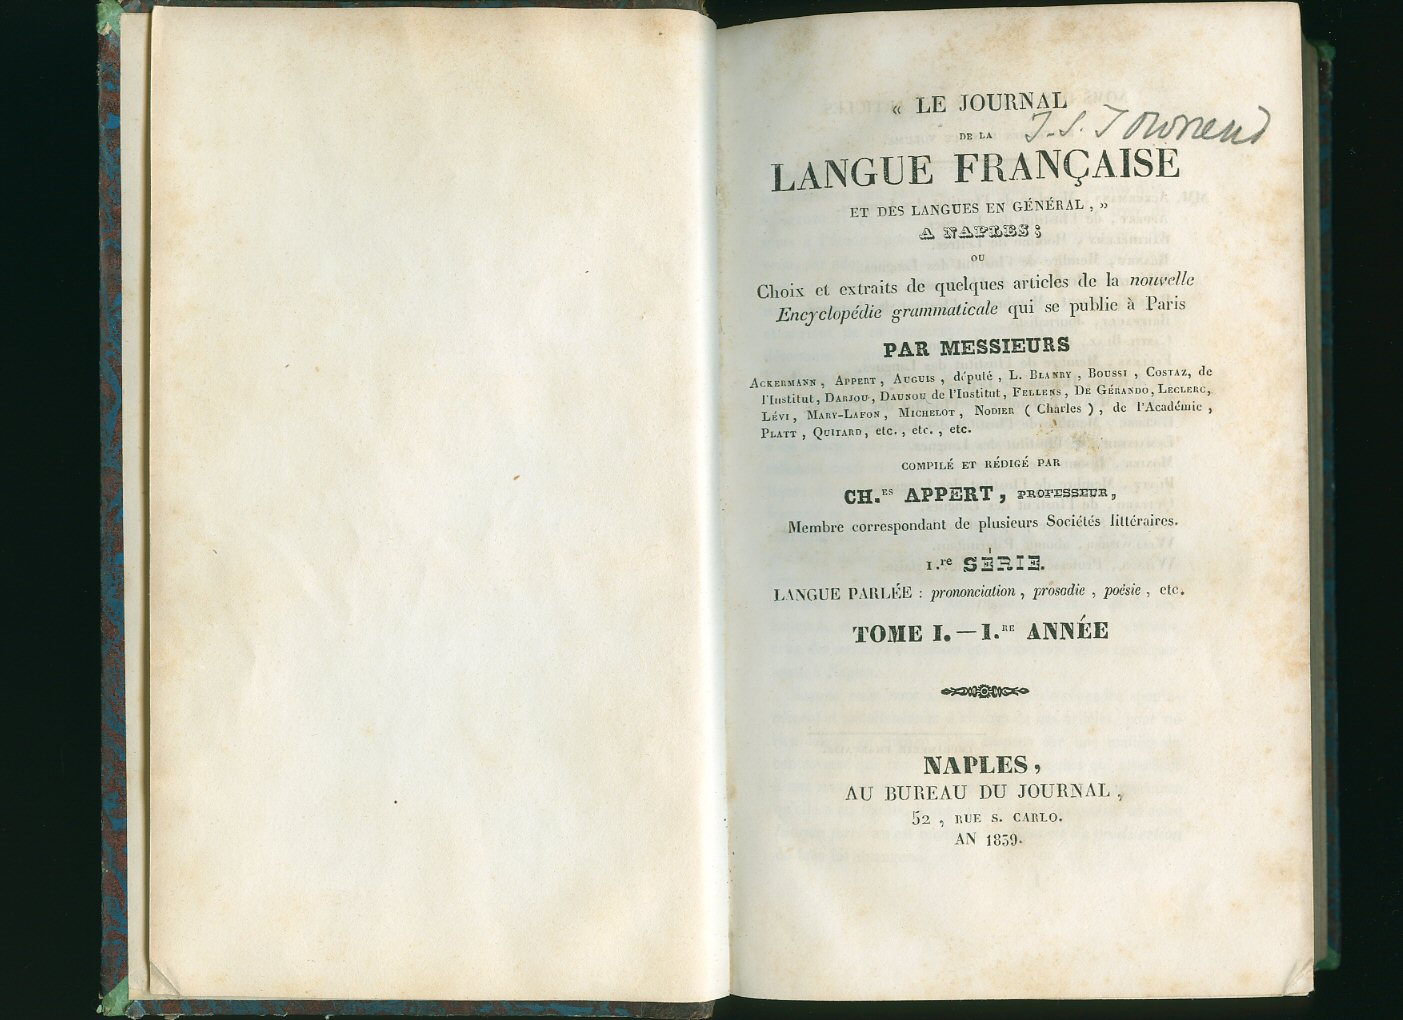 « LE JOURNAL
DE LA
J. S. Townend
LANGUE FRANÇAISE
ET DES LANGUES EN GÉNÉRAL , »
A NAPLES ;
OU
Choix et extraits de quelques articles de la nouvelle
Encyclopédie grammaticale qui se publie à Paris
PAR MESSIEURS
ACKERMANN , APPERT , AUGUIS , député , L. BLANRY , BOUSSI , COSTAZ, de
l'Institut, DARJOU, DAUNOU de l'Institut, FELLENS, DE GÉRANDO, LECLERC,
LÉVI, MARY-LAFON, MICHELOT, NODIER ( Charles ) , de l'Académie ,
PLATT , QUITARD, etc. , etc. , etc.
COMPILÉ ET RÉDIGÉ PAR
CH.ES APPERT , PROFESSEUR ,
Membre correspondant de plusieurs Sociétés littéraires.
1.re SÉRIE.
LANGUE PARLÉE : prononciation , prosodie , poésie , etc.
TOME I. — I.RE ANNÉE
NAPLES ,
AU BUREAU DU JOURNAL ,
52 , RUE S. CARLO.
AN 1839.